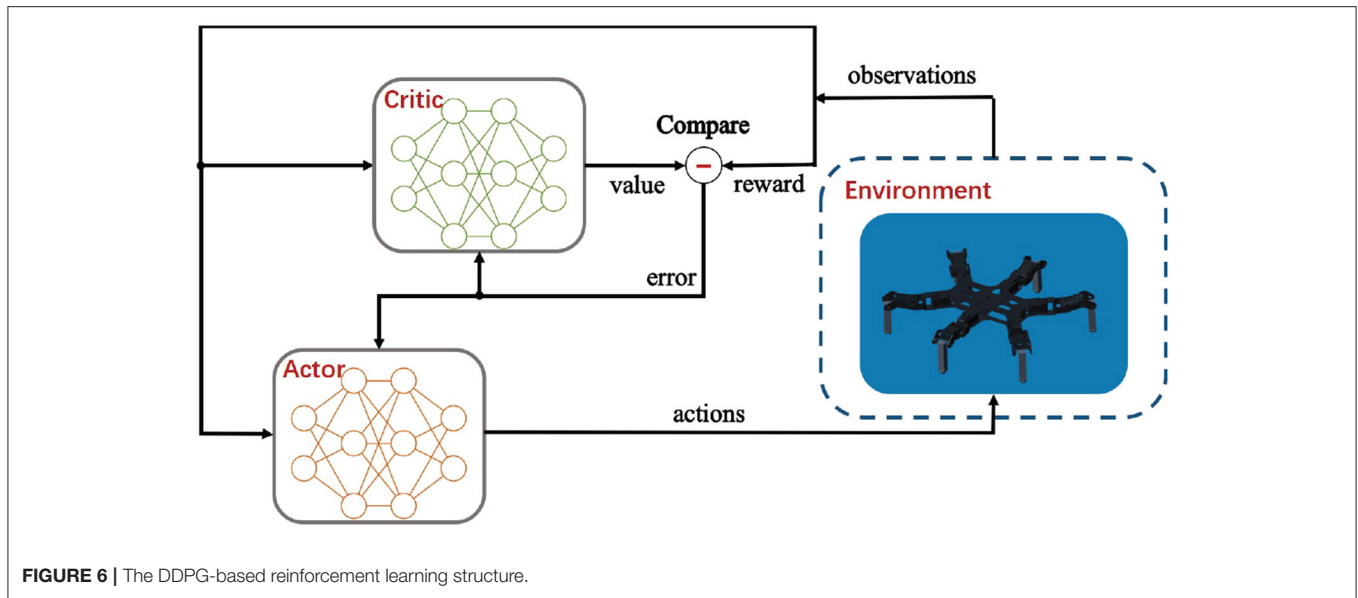 observations
Critic
Compare
value
reward
Environment
error
Actor
actions
FIGURE 6 | The DDPG-based reinforcement learning structure.